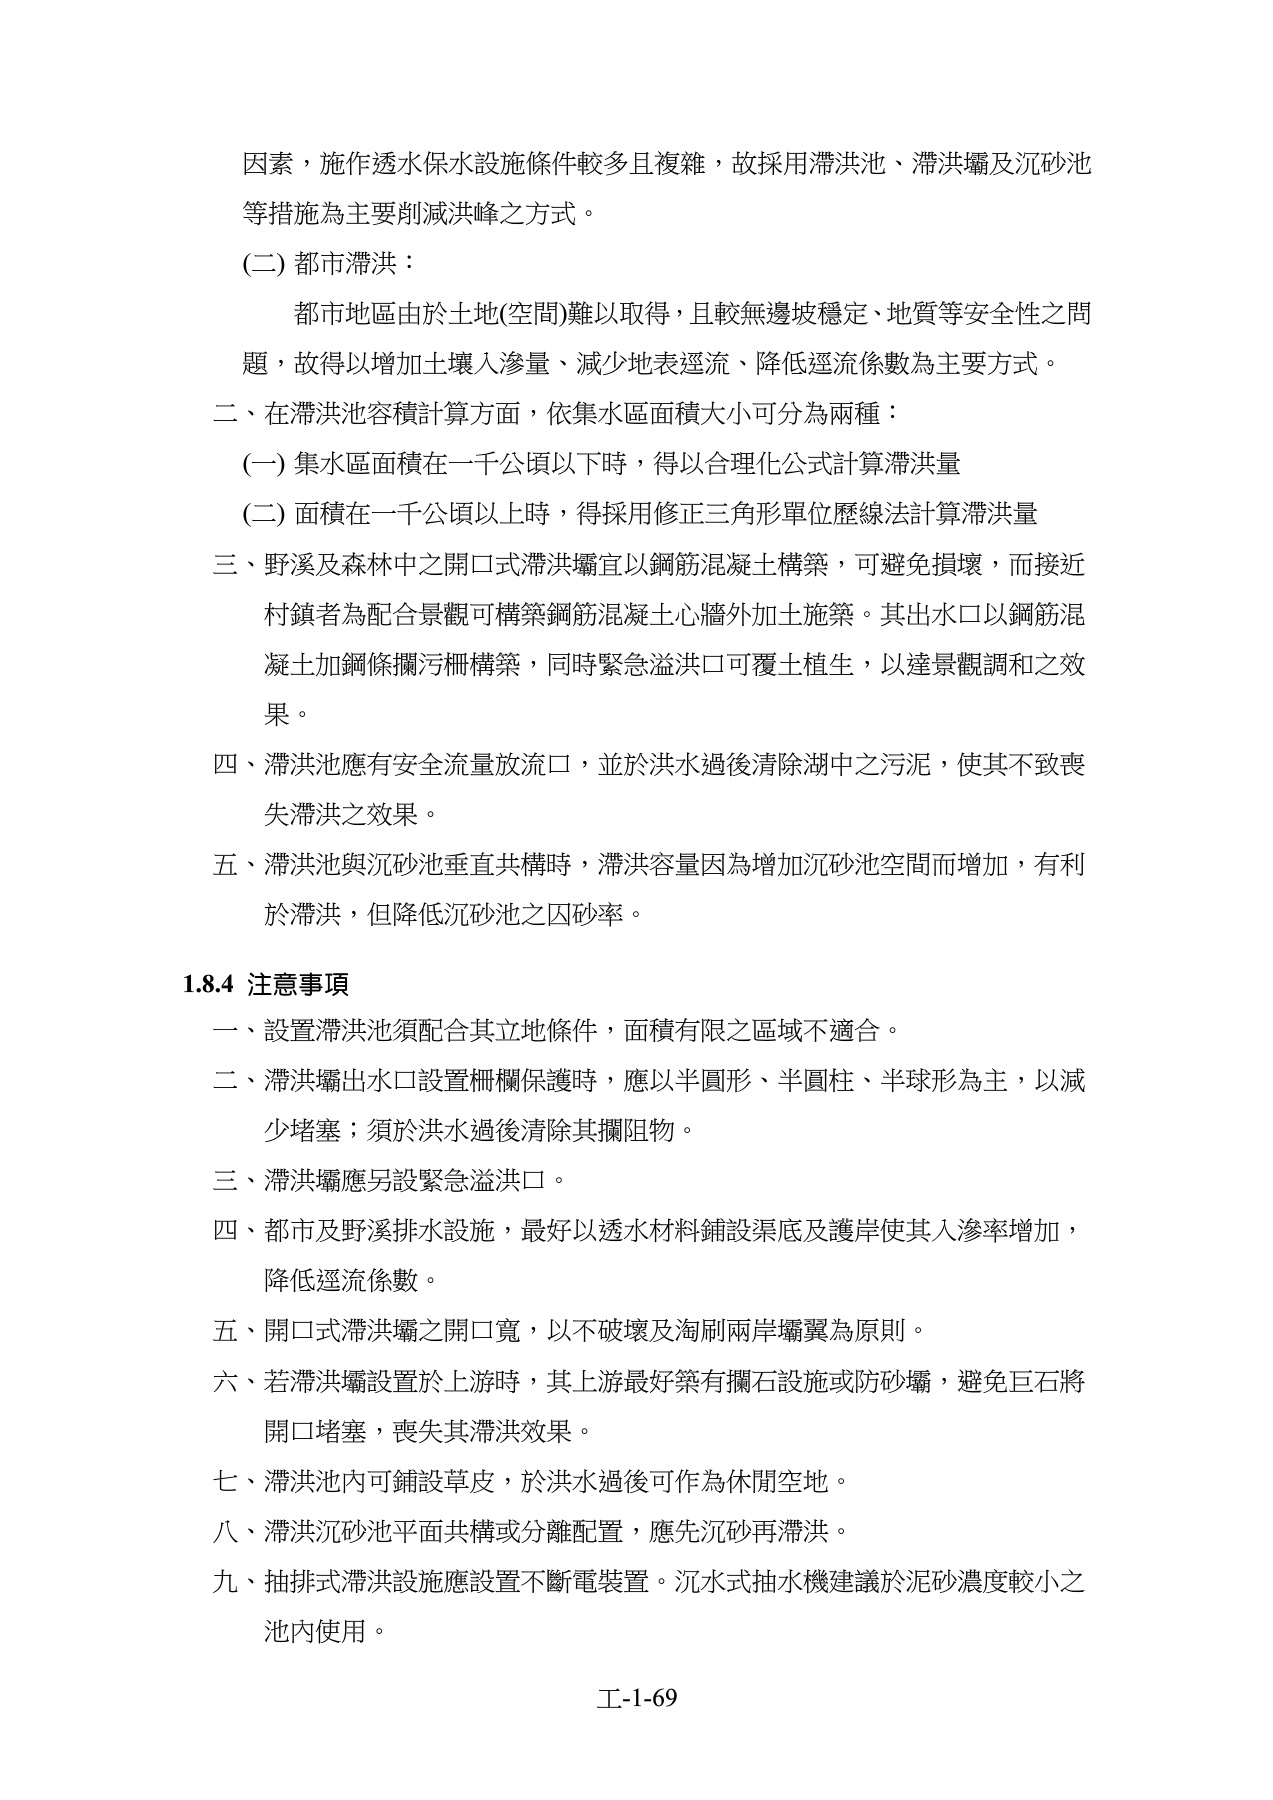 因素，施作透水保水設施條件較多且複雜，故採用滯洪池、滯洪壩及沉砂池
等措施為主要削減洪峰之方式。
(二) 都市滯洪：
都市地區由於土地(空間)難以取得，且較無邊坡穩定、地質等安全性之問
題，故得以增加土壤入滲量、減少地表逕流、降低逕流係數為主要方式。
二、在滯洪池容積計算方面，依集水區面積大小可分為兩種：
(一) 集水區面積在一千公頃以下時，得以合理化公式計算滯洪量
(二) 面積在一千公頃以上時，得採用修正三角形單位歷線法計算滯洪量
三、野溪及森林中之開口式滯洪壩宜以鋼筋混凝土構築，可避免損壞，而接近
村鎮者為配合景觀可構築鋼筋混凝土心牆外加土施築。其出水口以鋼筋混
凝土加鋼條攔污柵構築，同時緊急溢洪口可覆土植生，以達景觀調和之效
果。
四、滯洪池應有安全流量放流口，並於洪水過後清除湖中之污泥，使其不致喪
失滯洪之效果。
五、滯洪池與沉砂池垂直共構時，滯洪容量因為增加沉砂池空間而增加，有利
於滯洪，但降低沉砂池之囚砂率。
1.8.4 注意事項
一、設置滯洪池須配合其立地條件，面積有限之區域不適合。
二、滯洪壩出水口設置柵欄保護時，應以半圓形、半圓柱、半球形為主，以減
少堵塞；須於洪水過後清除其攔阻物。
三、滯洪壩應另設緊急溢洪口。
四、都市及野溪排水設施，最好以透水材料鋪設渠底及護岸使其入滲率增加，
降低逕流係數。
五、開口式滯洪壩之開口寬，以不破壞及淘刷兩岸壩翼為原則。
六、若滯洪壩設置於上游時，其上游最好築有攔石設施或防砂壩，避免巨石將
開口堵塞，喪失其滯洪效果。
七、滯洪池內可鋪設草皮，於洪水過後可作為休閒空地。
八、滯洪沉砂池平面共構或分離配置，應先沉砂再滯洪。
九、抽排式滯洪設施應設置不斷電裝置。沉水式抽水機建議於泥砂濃度較小之
池內使用。
工-1-69